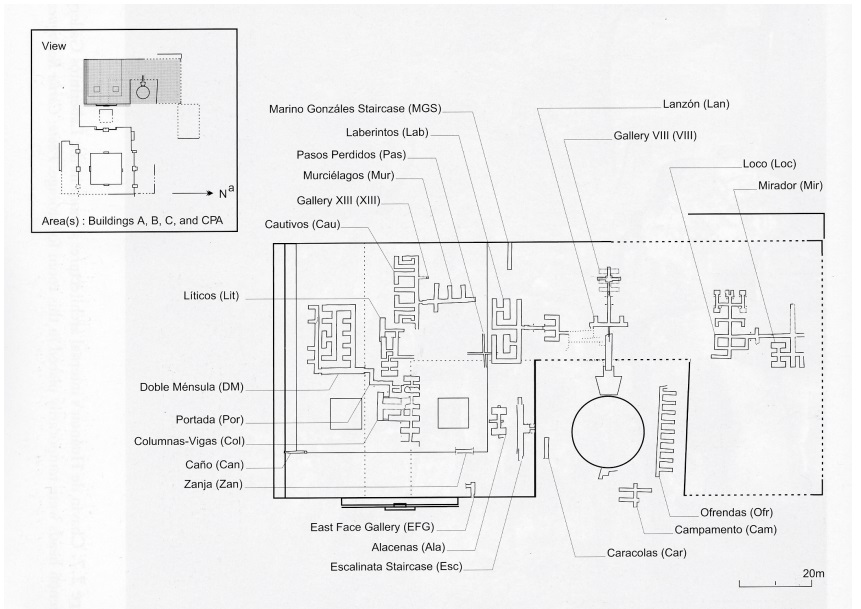 View
N a
Area(s) : Buildings A, B, C, and CPA
Marino Gonzáles Staircase (MGS)
Laberintos (Lab)
Pasos Perdidos (Pas)
Murciélagos (Mur)
Gallery XIII (XIII)
Cautivos (Cau)
Líticos (Lit)
Doble Ménsula (DM)
Portada (Por)
Columnas-Vigas (Col)
Caño (Can)
Zanja (Zan)
East Face Gallery (EFG)
Alacenas (Ala)
Escalinata Staircase (Esc)
Lanzón (Lan)
Gallery VIII (VIII)
Loco (Loc)
Mirador (Mir)
Ofrendas (Ofr)
Campamento (Cam)
Caracolas (Car)
20m